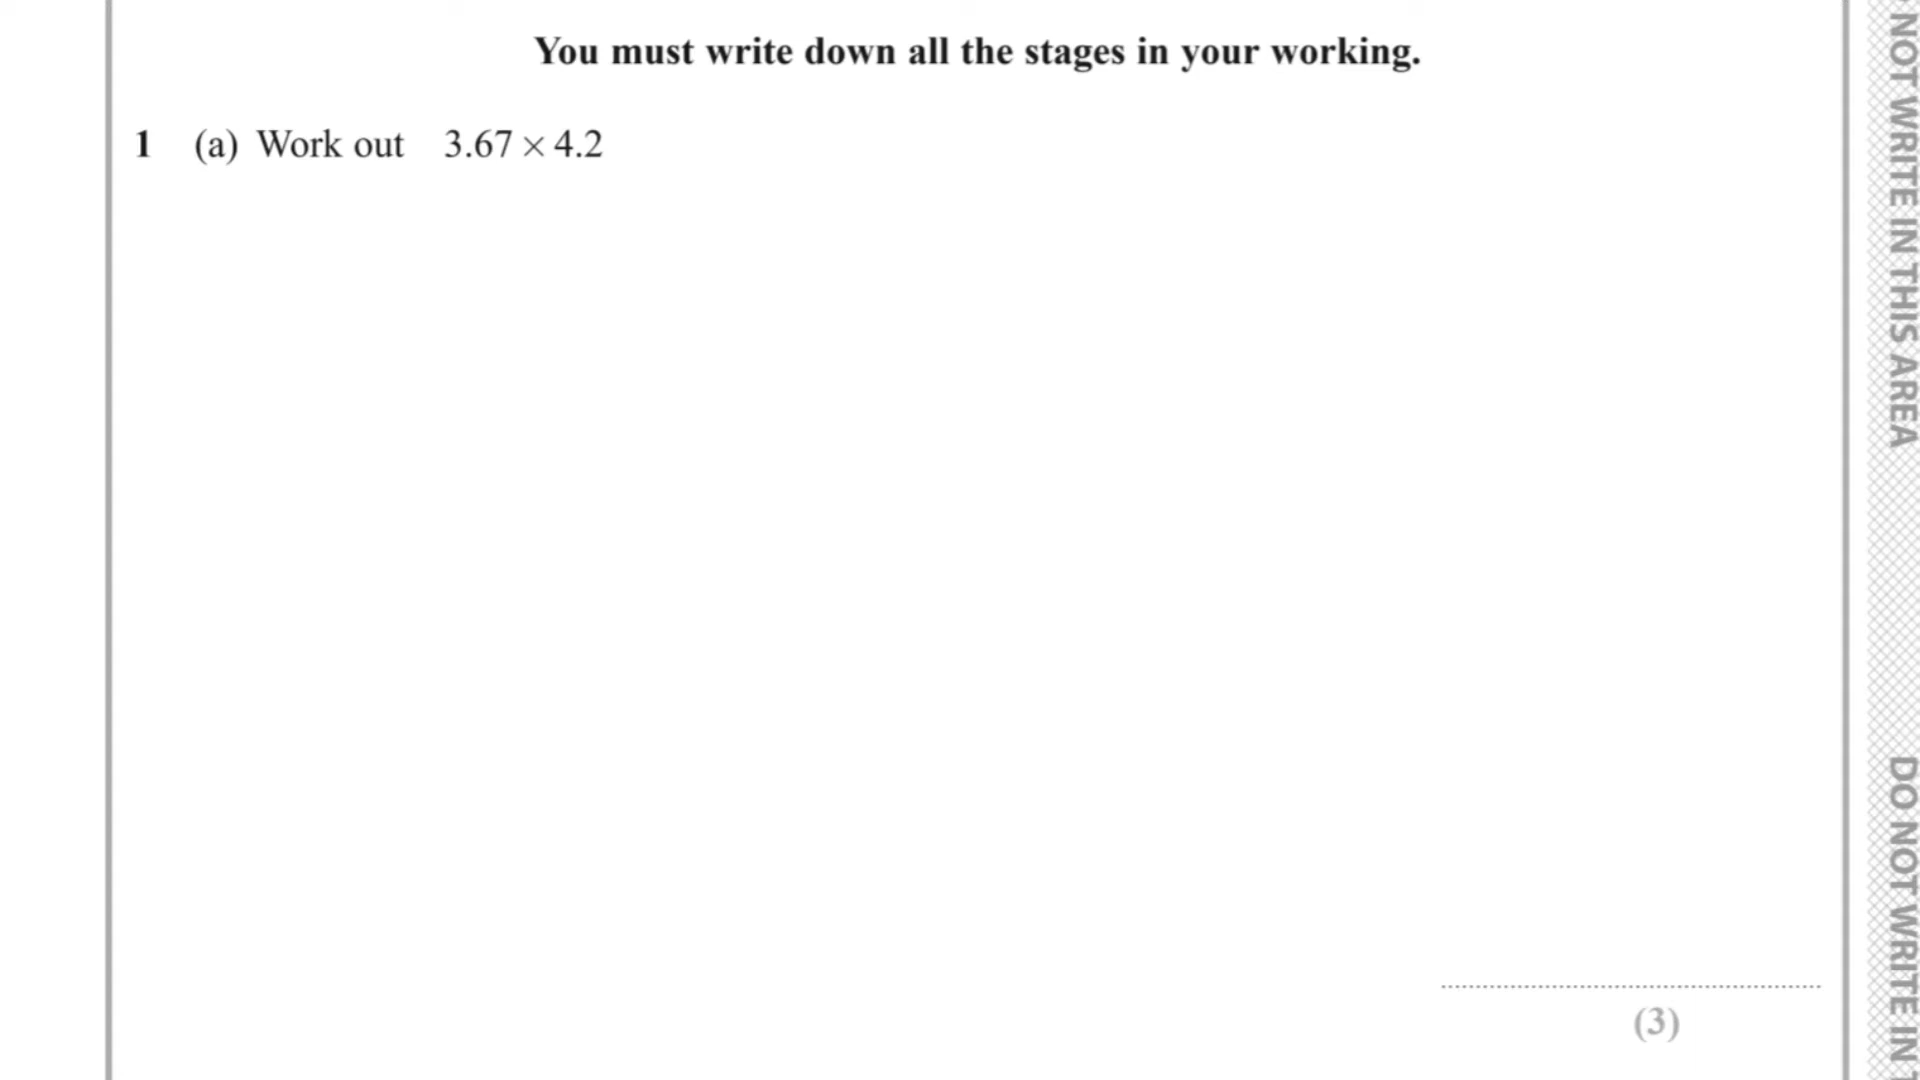 You must write down all the stages in your working.
1 (a) Work out 3.67 × 4.2
(3)
NOT WRITE IN THIS AREA
DO NOT WRITE IN